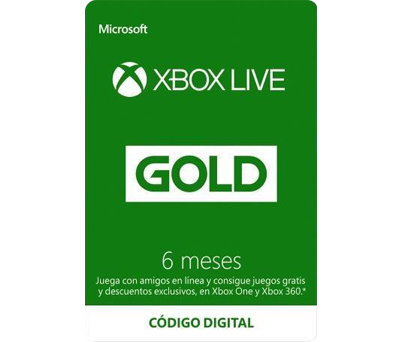 Microsoft
XBOX LIVE
GOLD
6 meses
Juega con amigos en línea y consigue juegos gratis
y descuentos exclusivos, en Xbox One y Xbox 360.*
CÓDIGO DIGITAL